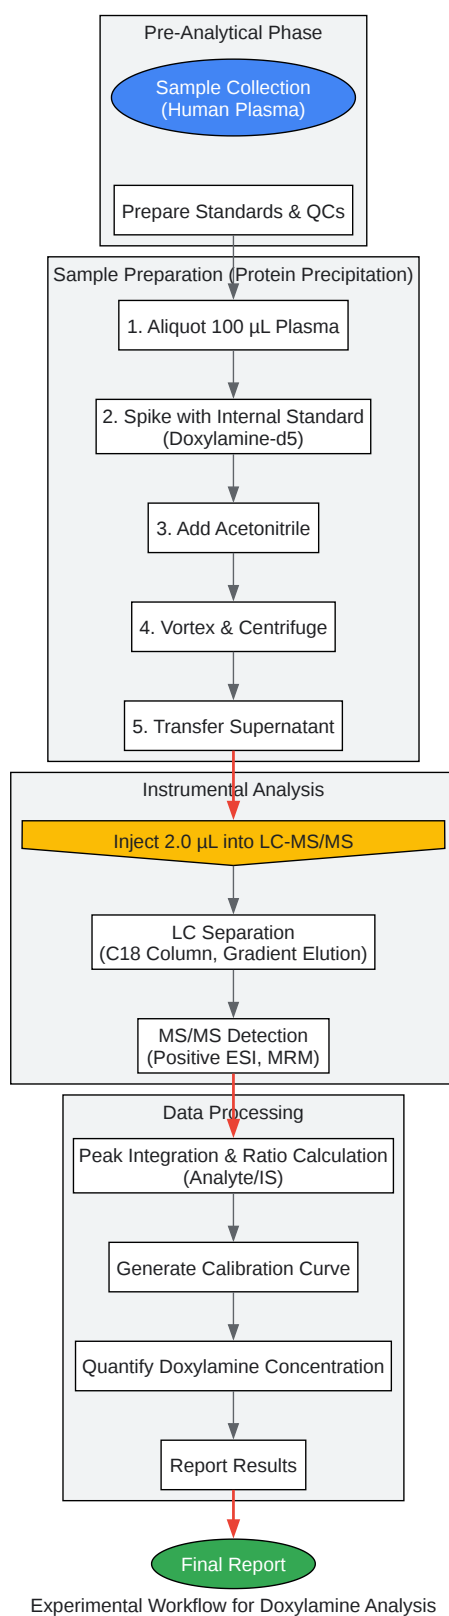 Pre-Analytical Phase
Sample Collection
(Human Plasma)
Prepare Standards & QCs
Sample Preparation (Protein Precipitation)
1. Aliquot 100 µL Plasma
2. Spike with Internal Standard
(Doxylamine-d5)
3. Add Acetonitrile
4. Vortex & Centrifuge
5. Transfer Supernatant
Instrumental Analysis
Inject 2.0 µL into LC-MS/MS
LC Separation
(C18 Column, Gradient Elution)
MS/MS Detection
(Positive ESI, MRM)
Data Processing
Peak Integration & Ratio Calculation
(Analyte/IS)
Generate Calibration Curve
Quantify Doxylamine Concentration
Report Results
Final Report
Experimental Workflow for Doxylamine Analysis